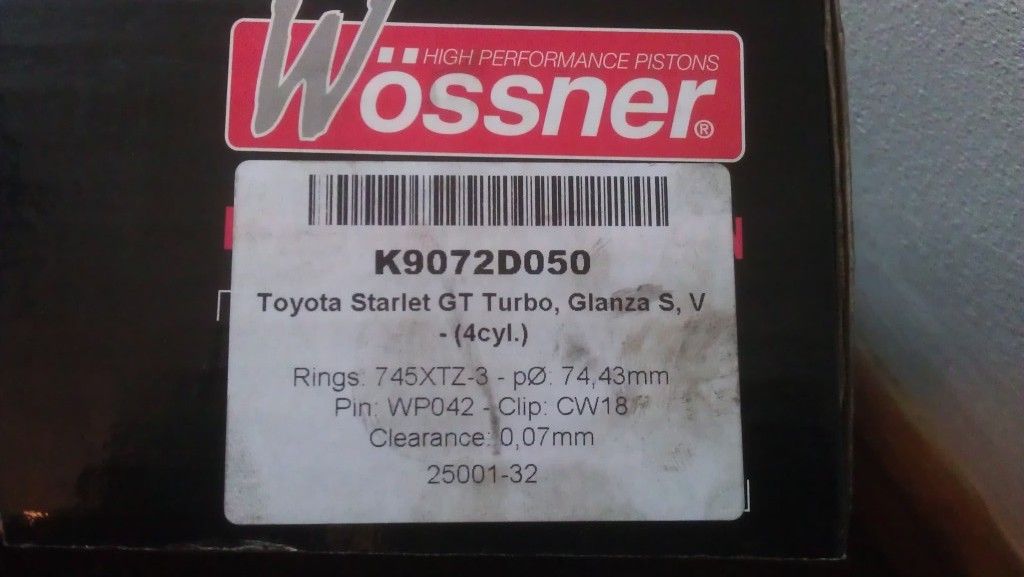 HIGH PERFORMANCE PISTONS
Wössner®
K9072D050
Toyota Starlet GT Turbo, Glanza S, V
- (4cyl.)
Rings: 745XTZ-3 - pØ: 74,43mm
Pin: WP042 - Clip: CW18
Clearance: 0,07mm
25001-32